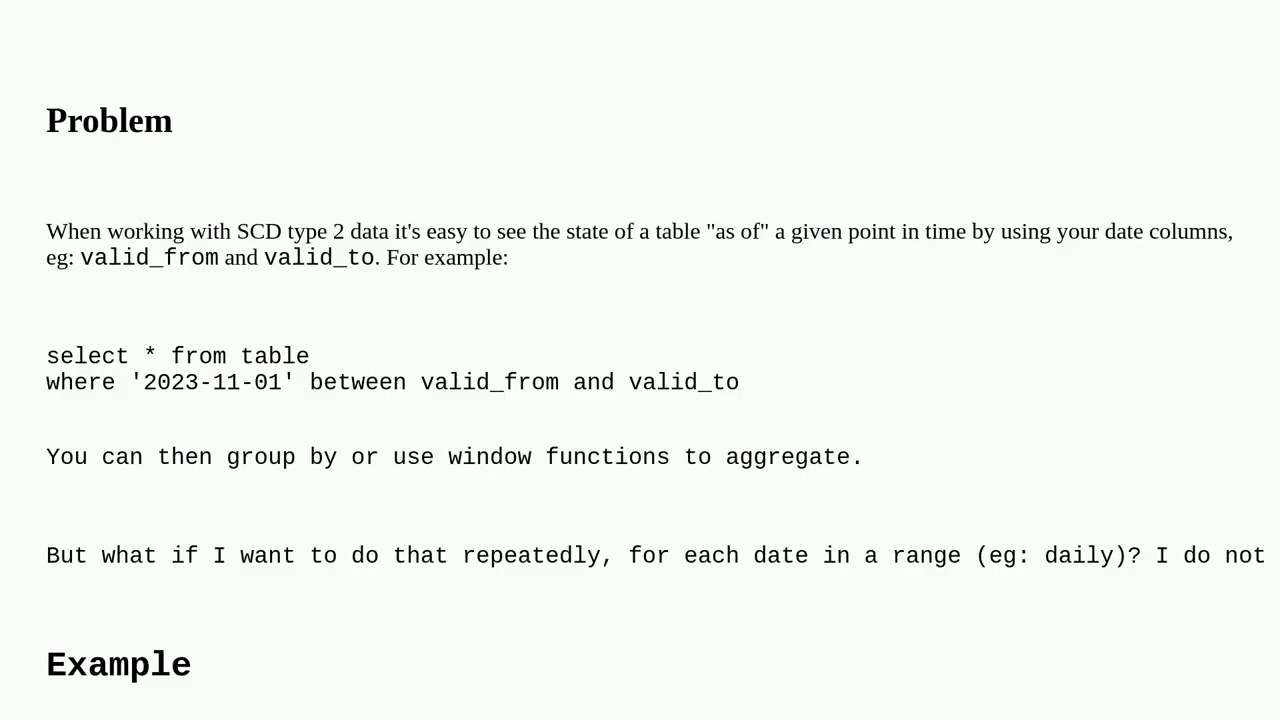 Problem
When working with SCD type 2 data it's easy to see the state of a table "as of" a given point in time by using your date columns,
eg: valid_from and valid_to. For example:
select * from table
where '2023-11-01' between valid_from and valid_to
You can then group by or use window functions to aggregate.
But what if I want to do that repeatedly, for each date in a range (eg: daily)? I do not
Example